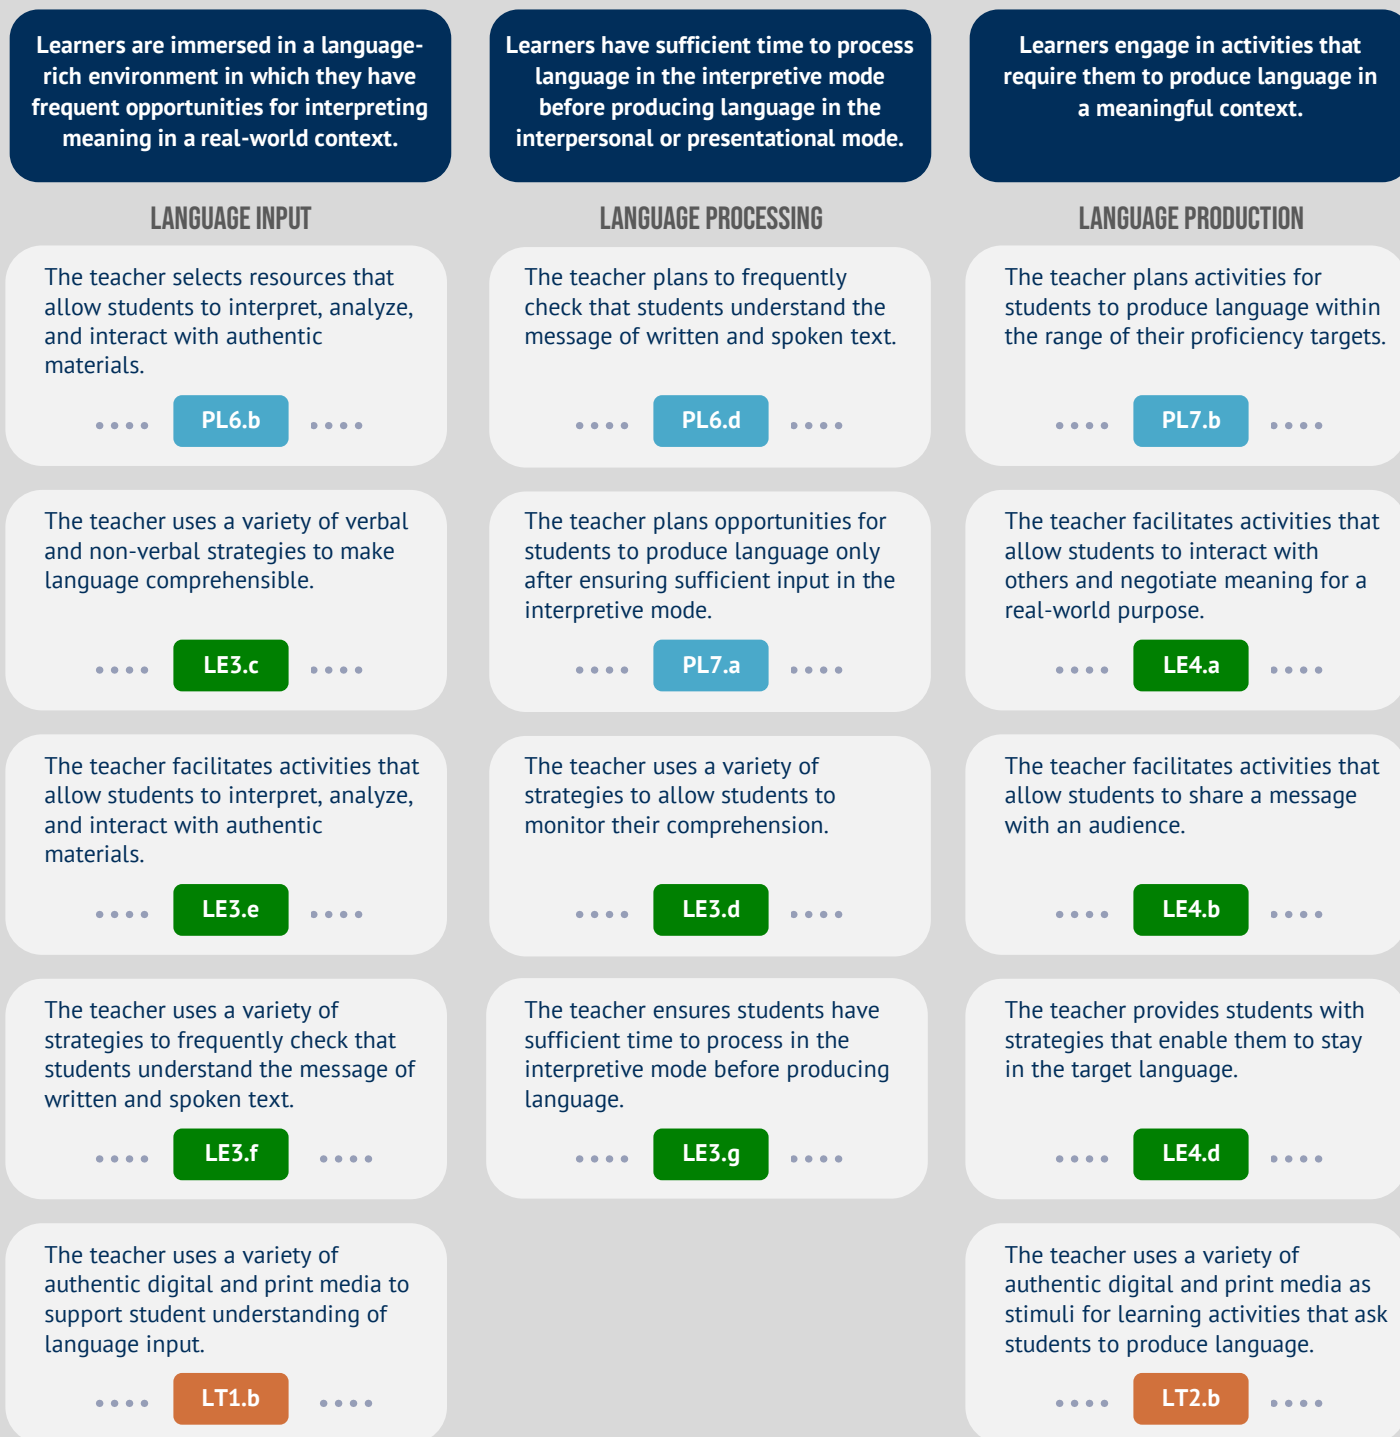 Learners are immersed in a language-
rich environment in which they have
frequent opportunities for interpreting
meaning in a real-world context.
LANGUAGE INPUT
The teacher selects resources that
allow students to interpret, analyze,
and interact with authentic
materials.
PL6.b
The teacher uses a variety of verbal
and non-verbal strategies to make
language comprehensible.
LE3.c
The teacher facilitates activities that
allow students to interpret, analyze,
and interact with authentic
materials.
LE3.e
The teacher uses a variety of
strategies to frequently check that
students understand the message of
written and spoken text.
LE3.f
The teacher uses a variety of
authentic digital and print media to
support student understanding of
language input.
LT1.b
Learners have sufficient time to process
language in the interpretive mode
before producing language in the
interpersonal or presentational mode.
LANGUAGE PROCESSING
The teacher plans to frequently
check that students understand the
message of written and spoken text.
PL6.d
The teacher plans opportunities for
students to produce language only
after ensuring sufficient input in the
interpretive mode.
PL7.a
The teacher uses a variety of
strategies to allow students to
monitor their comprehension.
LE3.d
The teacher ensures students have
sufficient time to process in the
interpretive mode before producing
language.
LE3.g
Learners engage in activities that
require them to produce language in
a meaningful context.
LANGUAGE PRODUCTION
The teacher plans activities for
students to produce language within
the range of their proficiency targets.
PL7.b
The teacher facilitates activities that
allow students to interact with
others and negotiate meaning for a
real-world purpose.
LE4.a
The teacher facilitates activities that
allow students to share a message
with an audience.
LE4.b
The teacher provides students with
strategies that enable them to stay
in the target language.
LE4.d
The teacher uses a variety of
authentic digital and print media as
stimuli for learning activities that ask
students to produce language.
LT2.b